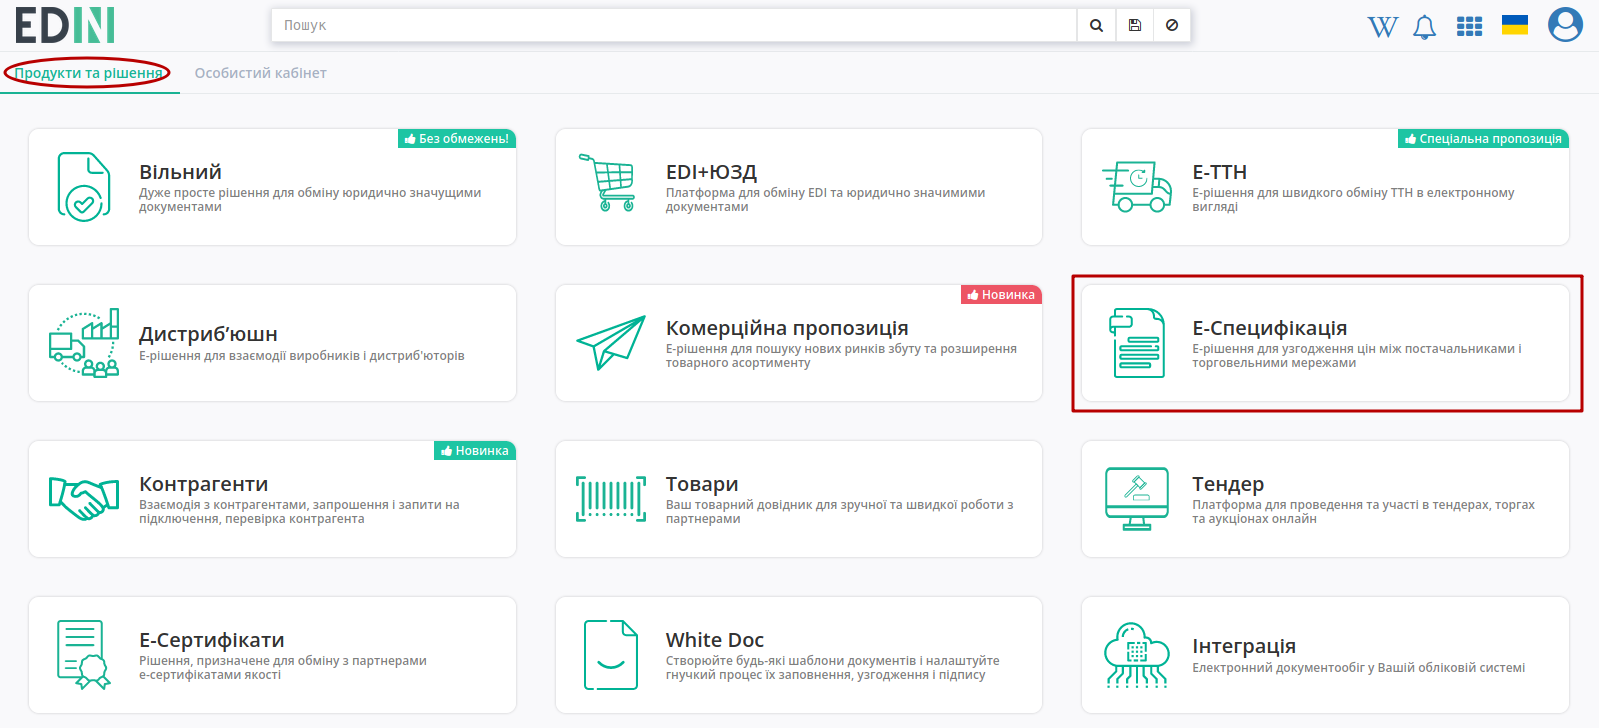 EDIN
Пошук
Продукти та рішення
Особистий кабінет
Без обмежень!
Вільний
Дуже просте рішення для обміну юридично значущими
документами
EDI+ЮЗД
Платформа для обміну EDI та юридично значимими
документами
Спеціальна пропозиція
Е-ТТН
Е-рішення для швидкого обміну ТТН в електронному
вигляді
Дистриб’юшн
Е-рішення для взаємодії виробників і дистриб'юторів
Новинка
Комерційна пропозиція
Е-рішення для пошуку нових ринків збуту та розширення
товарного асортименту
Е-Специфікація
Е-рішення для узгодження цін між постачальниками і
торговельними мережами
Новинка
Контрагенти
Взаємодія з контрагентами, запрошення і запити на
підключення, перевірка контрагента
Товари
Ваш товарний довідник для зручної та швидкої роботи з
партнерами
Тендер
Платформа для проведення та участі в тендерах, торгах
та аукціонах онлайн
Е-Сертифікати
Рішення, призначене для обміну з партнерами
е-сертифікатами якості
White Doc
Створюйте будь-які шаблони документів і налаштуйте
гнучкий процес їх заповнення, узгодження і підпису
Інтеграція
Електронний документообіг у Вашій обліковій системі